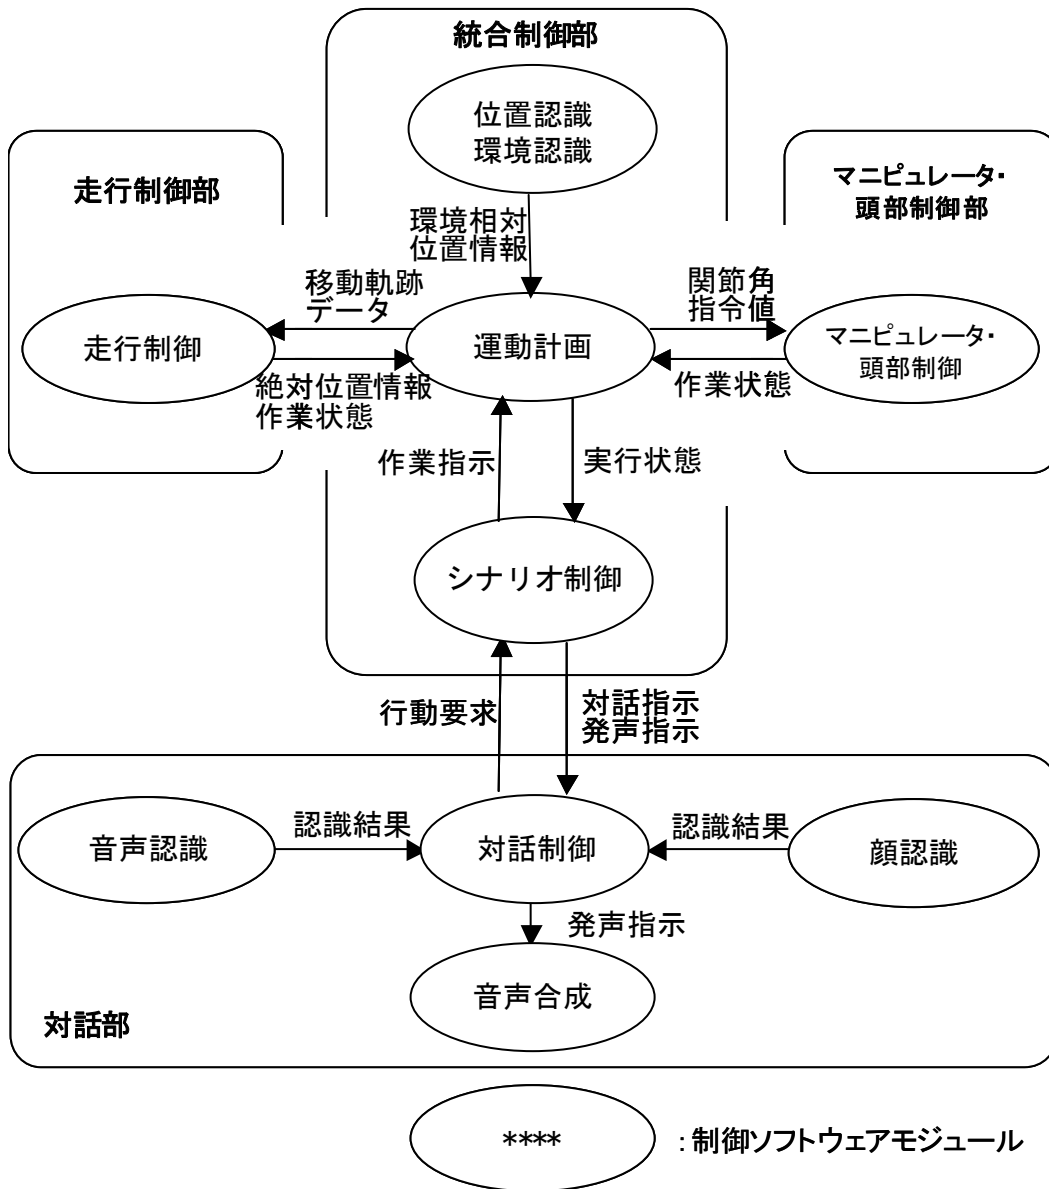 統合制御部
位置認識
環境認識
走行制御部
マニピュレータ・
頭部制御部
環境相対
位置情報
移動軌跡
データ
関節角
指令値
走行制御
運動計画
マニピュレータ・
頭部制御
絶対位置情報
作業状態
作業状態
作業指示
実行状態
シナリオ制御
行動要求
対話指示
発声指示
音声認識
認識結果
対話制御
認識結果
顔認識
発声指示
音声合成
対話部
****
：制御ソフトウェアモジュール